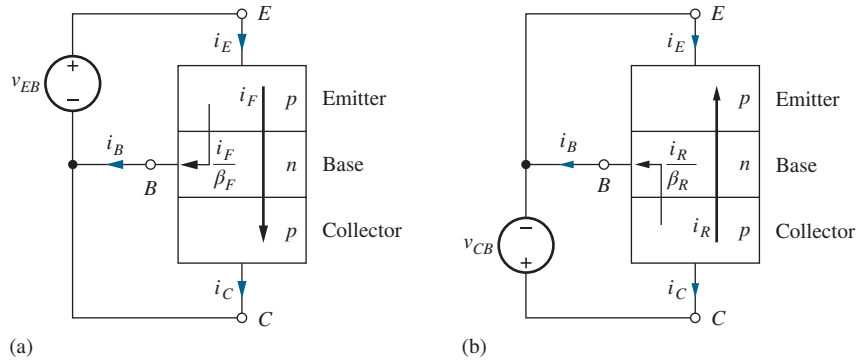 E
i_E
v_EB
+
−
i_F
p
Emitter
i_B
B
i_F/β_F
n
Base
p
Collector
i_C
C
(a)
E
i_E
p
Emitter
i_B
B
i_R/β_R
n
Base
v_CB
−
+
i_R
p
Collector
i_C
C
(b)